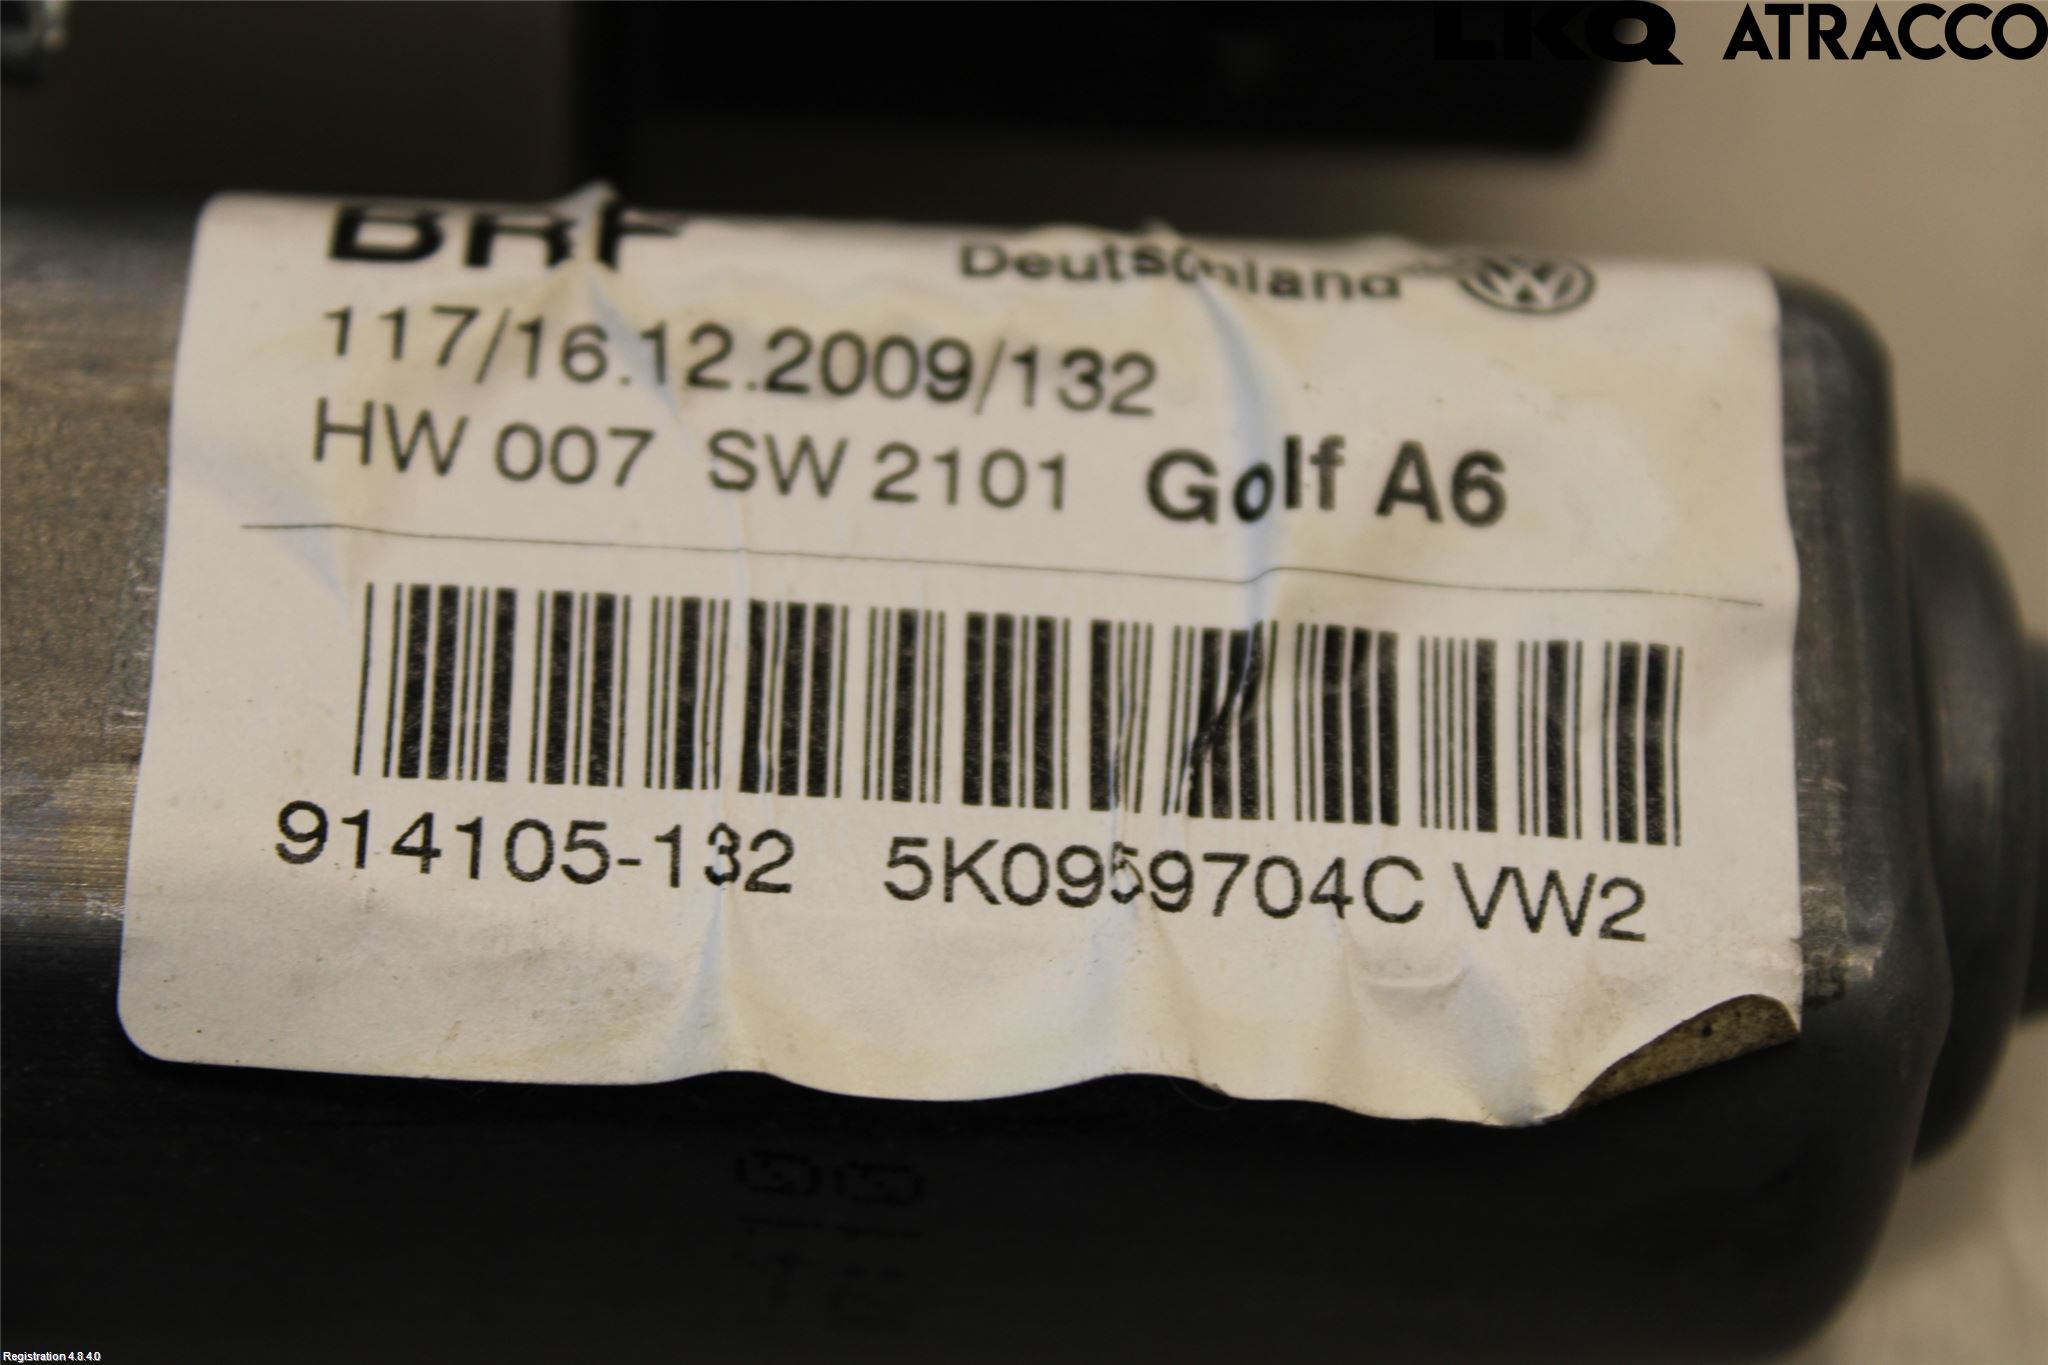 LKQ ATRACCO
Deutschland
117/16.12.2009/132
HW 007 SW 2101 Golf A6
914105-132 5K0959704C VW2
Registration 4.8.4.0